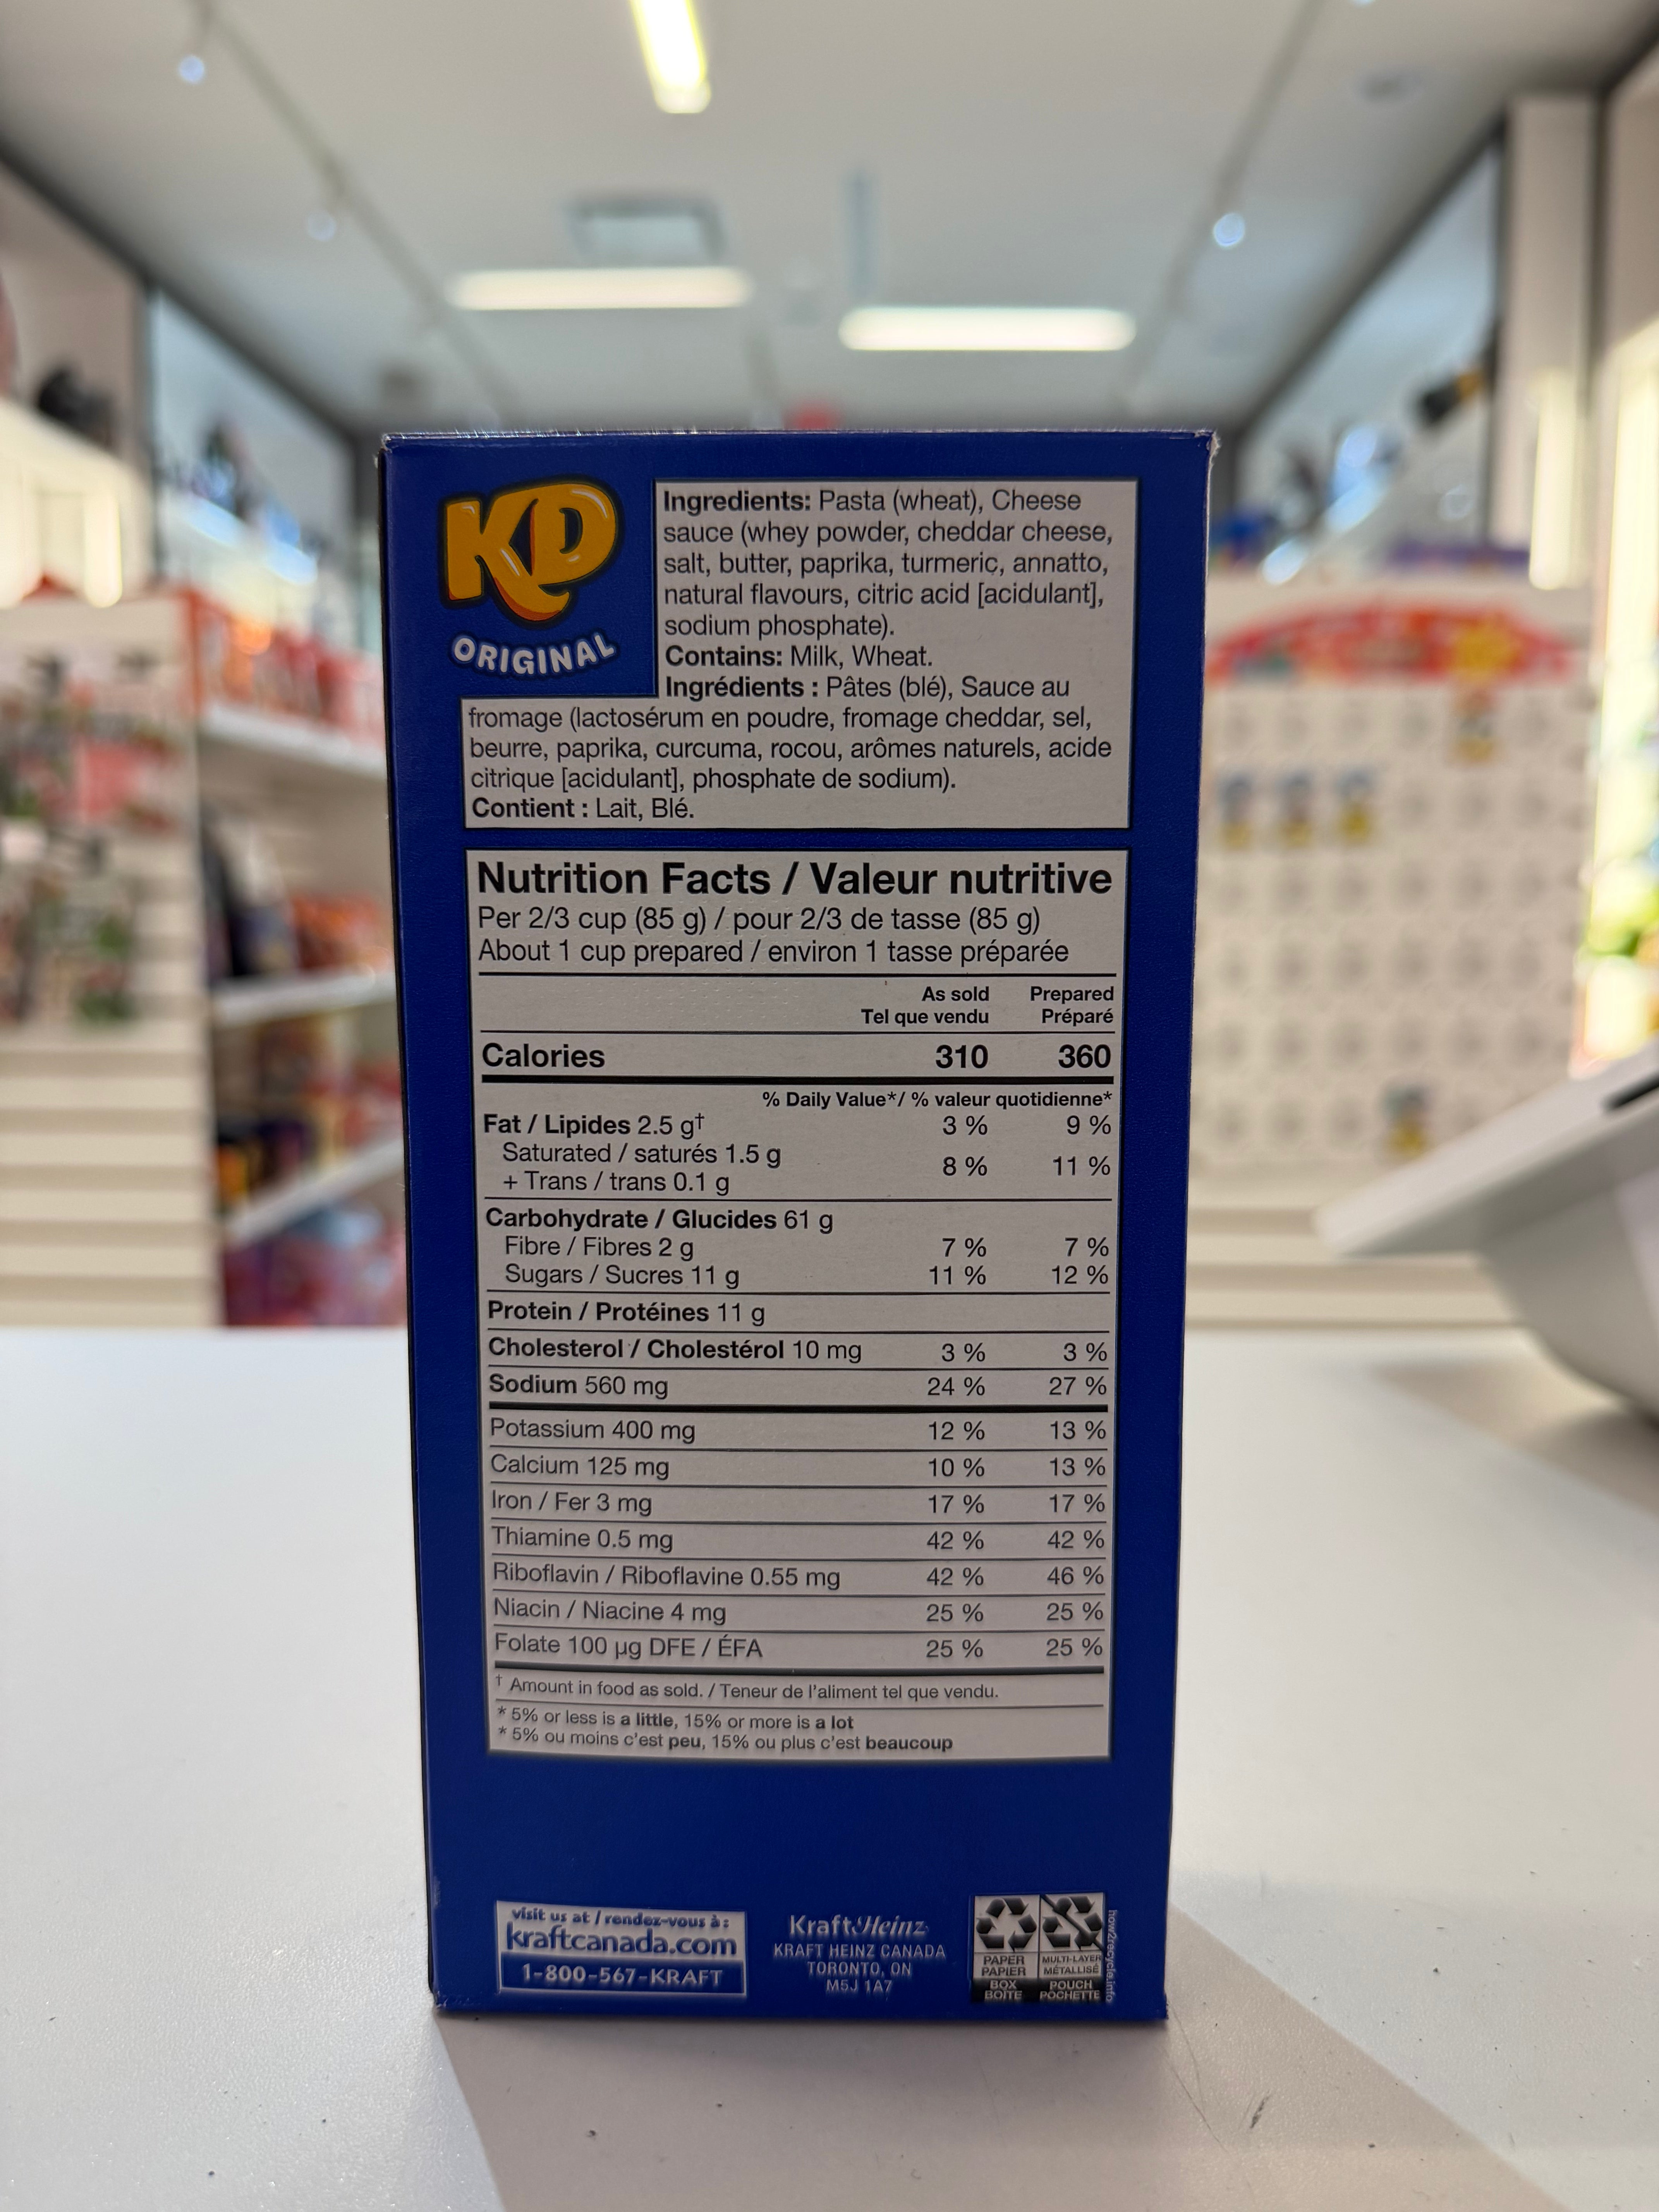 KD
ORIGINAL
Ingredients: Pasta (wheat), Cheese
sauce (whey powder, cheddar cheese,
salt, butter, paprika, turmeric, annatto,
natural flavours, citric acid [acidulant],
sodium phosphate).
Contains: Milk, Wheat.
Ingrédients : Pâtes (blé), Sauce au
fromage (lactosérum en poudre, fromage cheddar, sel,
beurre, paprika, curcuma, rocou, arômes naturels, acide
citrique [acidulant], phosphate de sodium).
Contient : Lait, Blé.
Nutrition Facts / Valeur nutritive
Per 2/3 cup (85 g) / pour 2/3 de tasse (85 g)
About 1 cup prepared / environ 1 tasse préparée
As sold Prepared
Tel que vendu Préparé
Calories 310 360
% Daily Value*/ % valeur quotidienne*
Fat / Lipides 2.5 g† 3 % 9 %
Saturated / saturés 1.5 g
+ Trans / trans 0.1 g 8 % 11 %
Carbohydrate / Glucides 61 g
Fibre / Fibres 2 g 7 % 7 %
Sugars / Sucres 11 g 11 % 12 %
Protein / Protéines 11 g
Cholesterol / Cholestérol 10 mg 3 % 3 %
Sodium 560 mg 24 % 27 %
Potassium 400 mg 12 % 13 %
Calcium 125 mg 10 % 13 %
Iron / Fer 3 mg 17 % 17 %
Thiamine 0.5 mg 42 % 42 %
Riboflavin / Riboflavine 0.55 mg 42 % 46 %
Niacin / Niacine 4 mg 25 % 25 %
Folate 100 µg DFE / ÉFA 25 % 25 %
† Amount in food as sold. / Teneur de l'aliment tel que vendu.
* 5% or less is a little, 15% or more is a lot
* 5% ou moins c'est peu, 15% ou plus c'est beaucoup
visit us at / rendez-vous à :
kraftcanada.com
1-800-567-KRAFT
KraftHeinz
KRAFT HEINZ CANADA
TORONTO, ON
M5J 1A7
PAPER
PAPIER
BOX
BOÎTE
MULTI-LAYER
MÉTALLISÉ
POUCH
POCHETTE
how2recycle.info